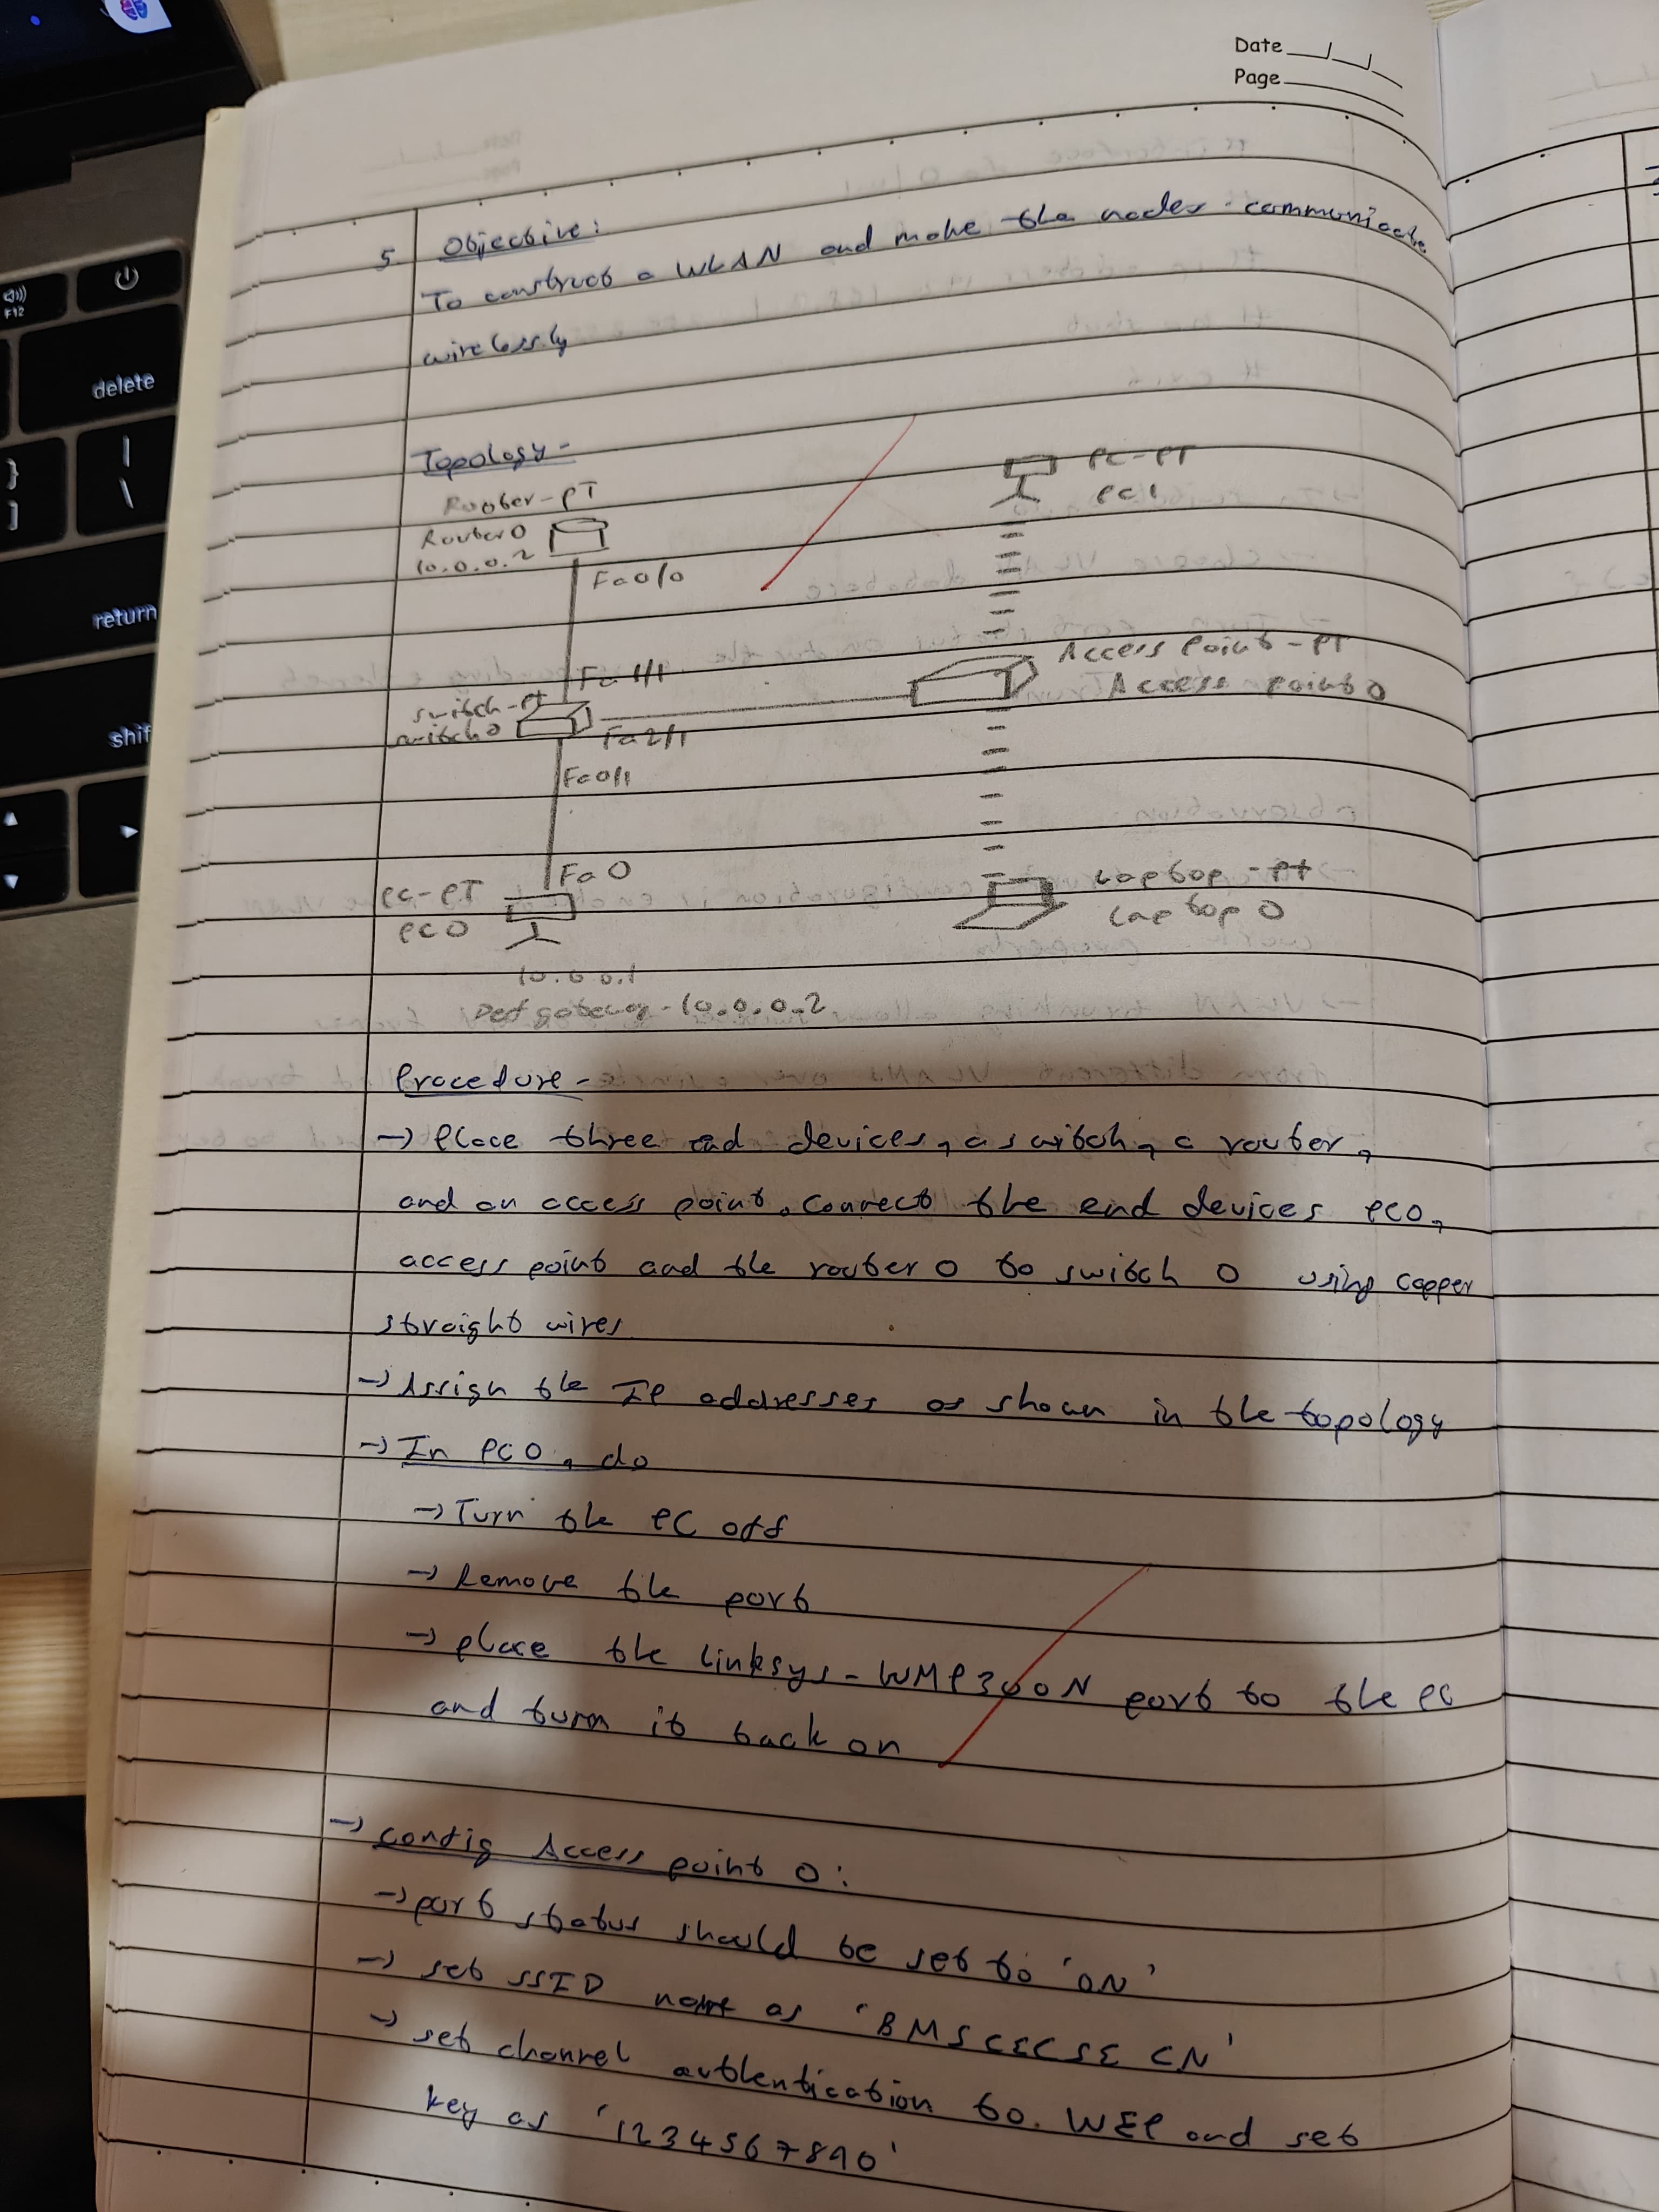 Date
Page
5. Objective:
To construct a WLAN and make the nodes communicate
wirelessly
Topology-
Router-PT
Router0
10.0.0.2
Fa0/0
PC-PT
PC1
Fa1/1
Access Point-PT
Access point 0
switch-Pt
switch0
Fa2/1
Fa0/1
Fa0
PC-PT
PC0
Laptop-Pt
Laptop 0
10.0.0.1
Def gateway-10.0.0.2
Procedure-
→ Place three end devices, a switch, a router,
and an access point. Connect the end devices PC0,
access point and the router 0 to switch 0 using copper
straight wires
→ Assign the IP addresses as shown in the topology
→ In PC0, do
→ Turn the PC off
→ Remove the port
→ place the Linksys-WMP300N port to the PC
and turn it back on
→ config Access point 0:
→ port status should be set to 'ON'
→ set SSID name as 'BMSCECSE CN'
→ set channel authentication to. WEP and set
key as '1234567890'
delete
return
shif
F12
}
]
|
\